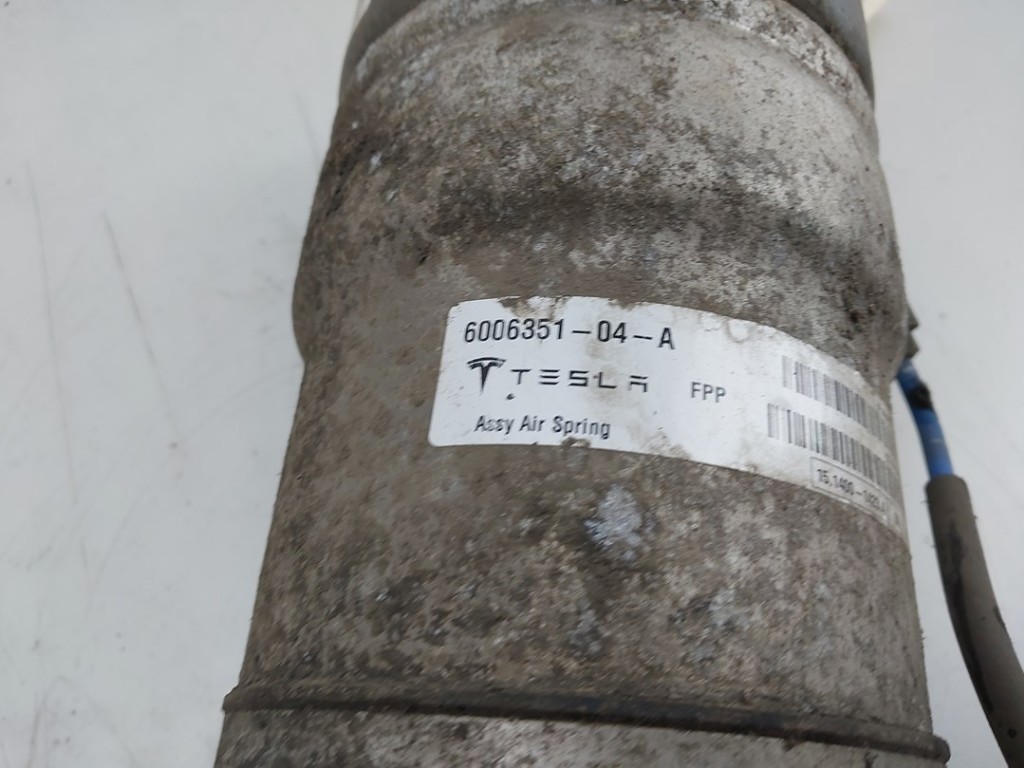 6006351-04-A
TESLA FPP
Assy Air Spring